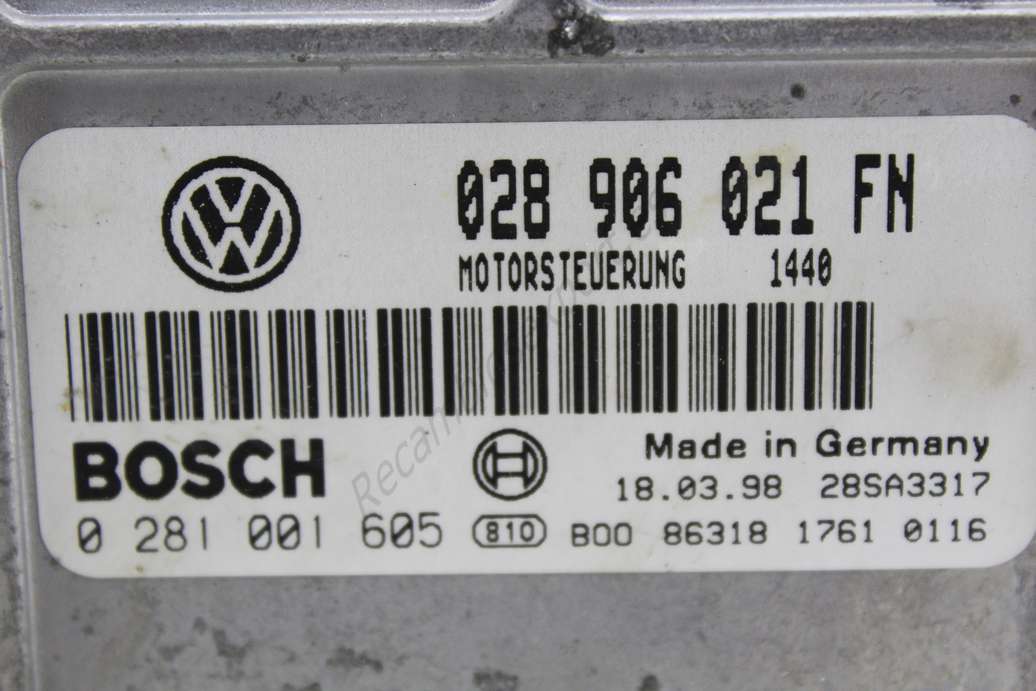 028 906 021 FN
MOTORSTEUERUNG 1440
BOSCH
Made in Germany
18.03.98 28SA3317
0 281 001 605 810 B00 86318 1761 0116